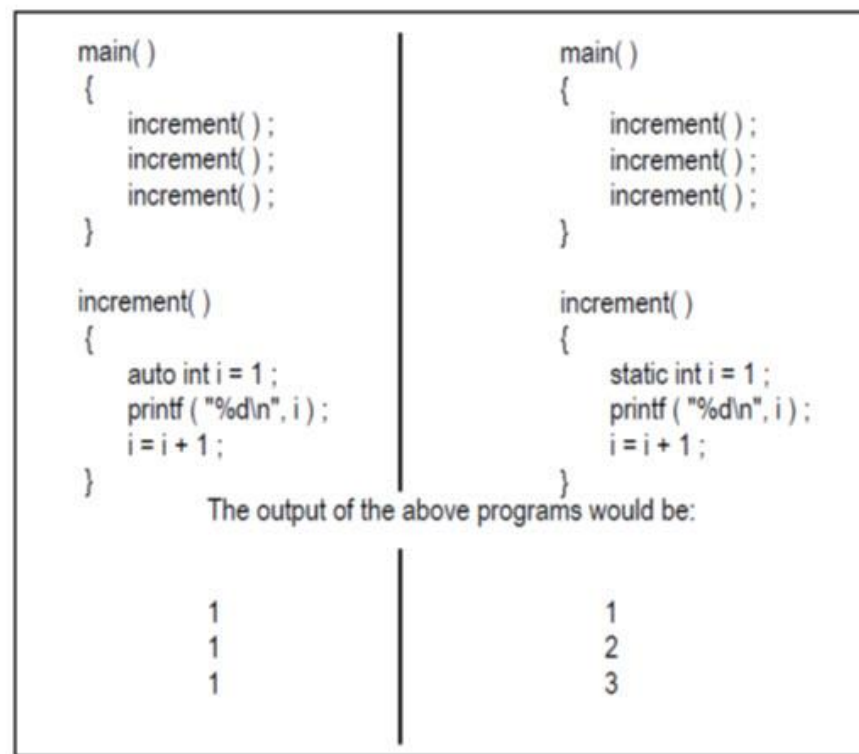 main( )
{
increment( ) ;
increment( ) ;
increment( ) ;
}
increment( )
{
auto int i = 1 ;
printf ( "%d\n", i ) ;
i = i + 1 ;
}
main( )
{
increment( ) ;
increment( ) ;
increment( ) ;
}
increment( )
{
static int i = 1 ;
printf ( "%d\n", i ) ;
i = i + 1 ;
}
The output of the above programs would be:
1
1
1
1
2
3